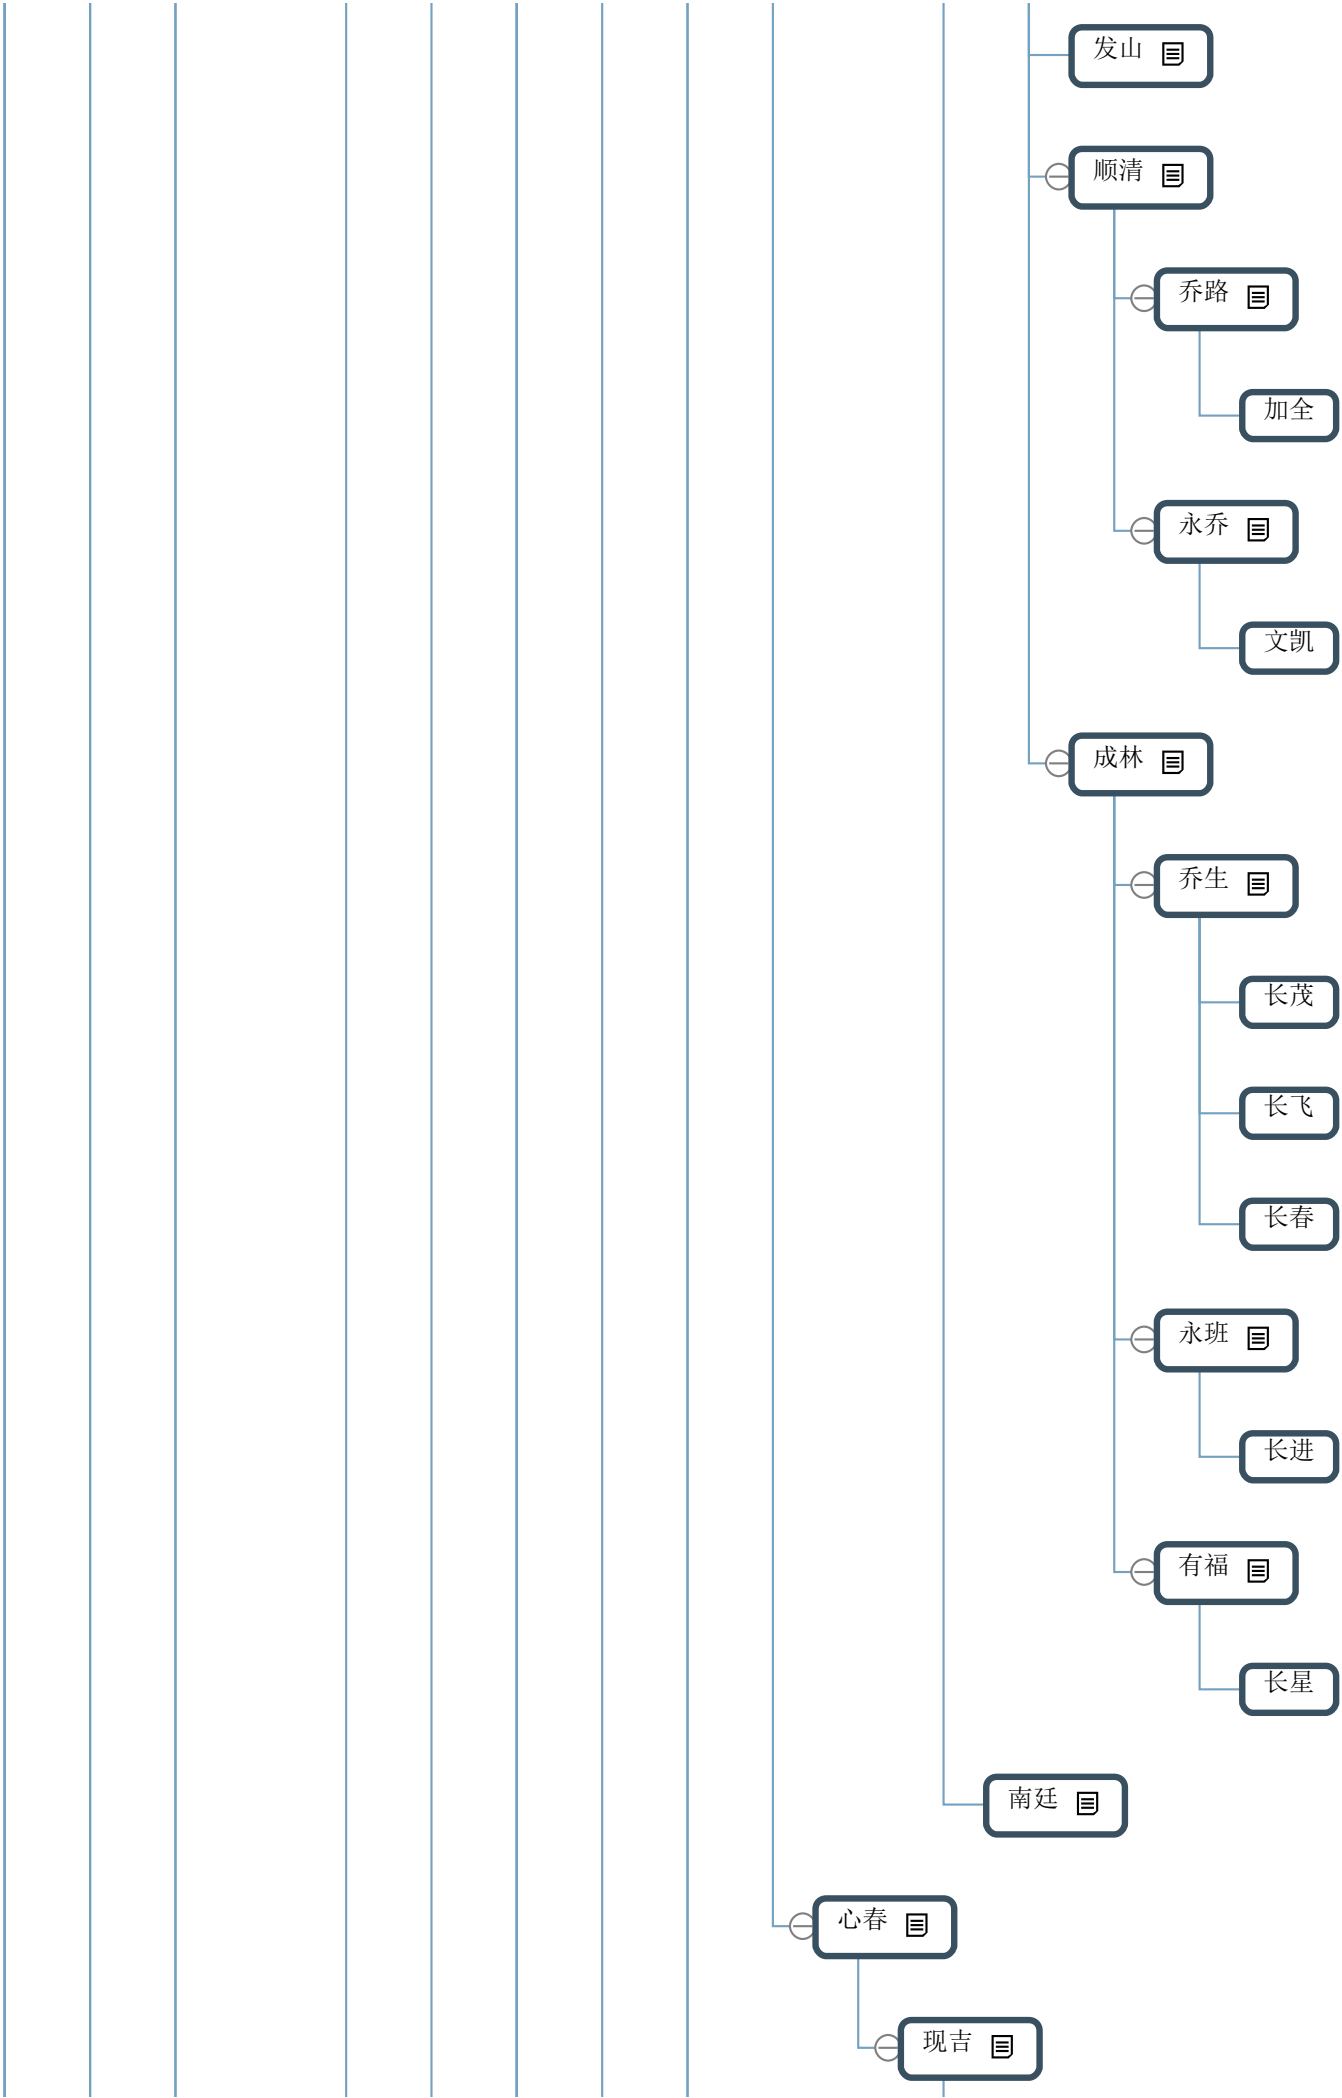 发山
顺清
乔路
加全
永乔
文凯
成林
乔生
长茂
长飞
长春
永班
长进
有福
长星
南廷
心春
现吉